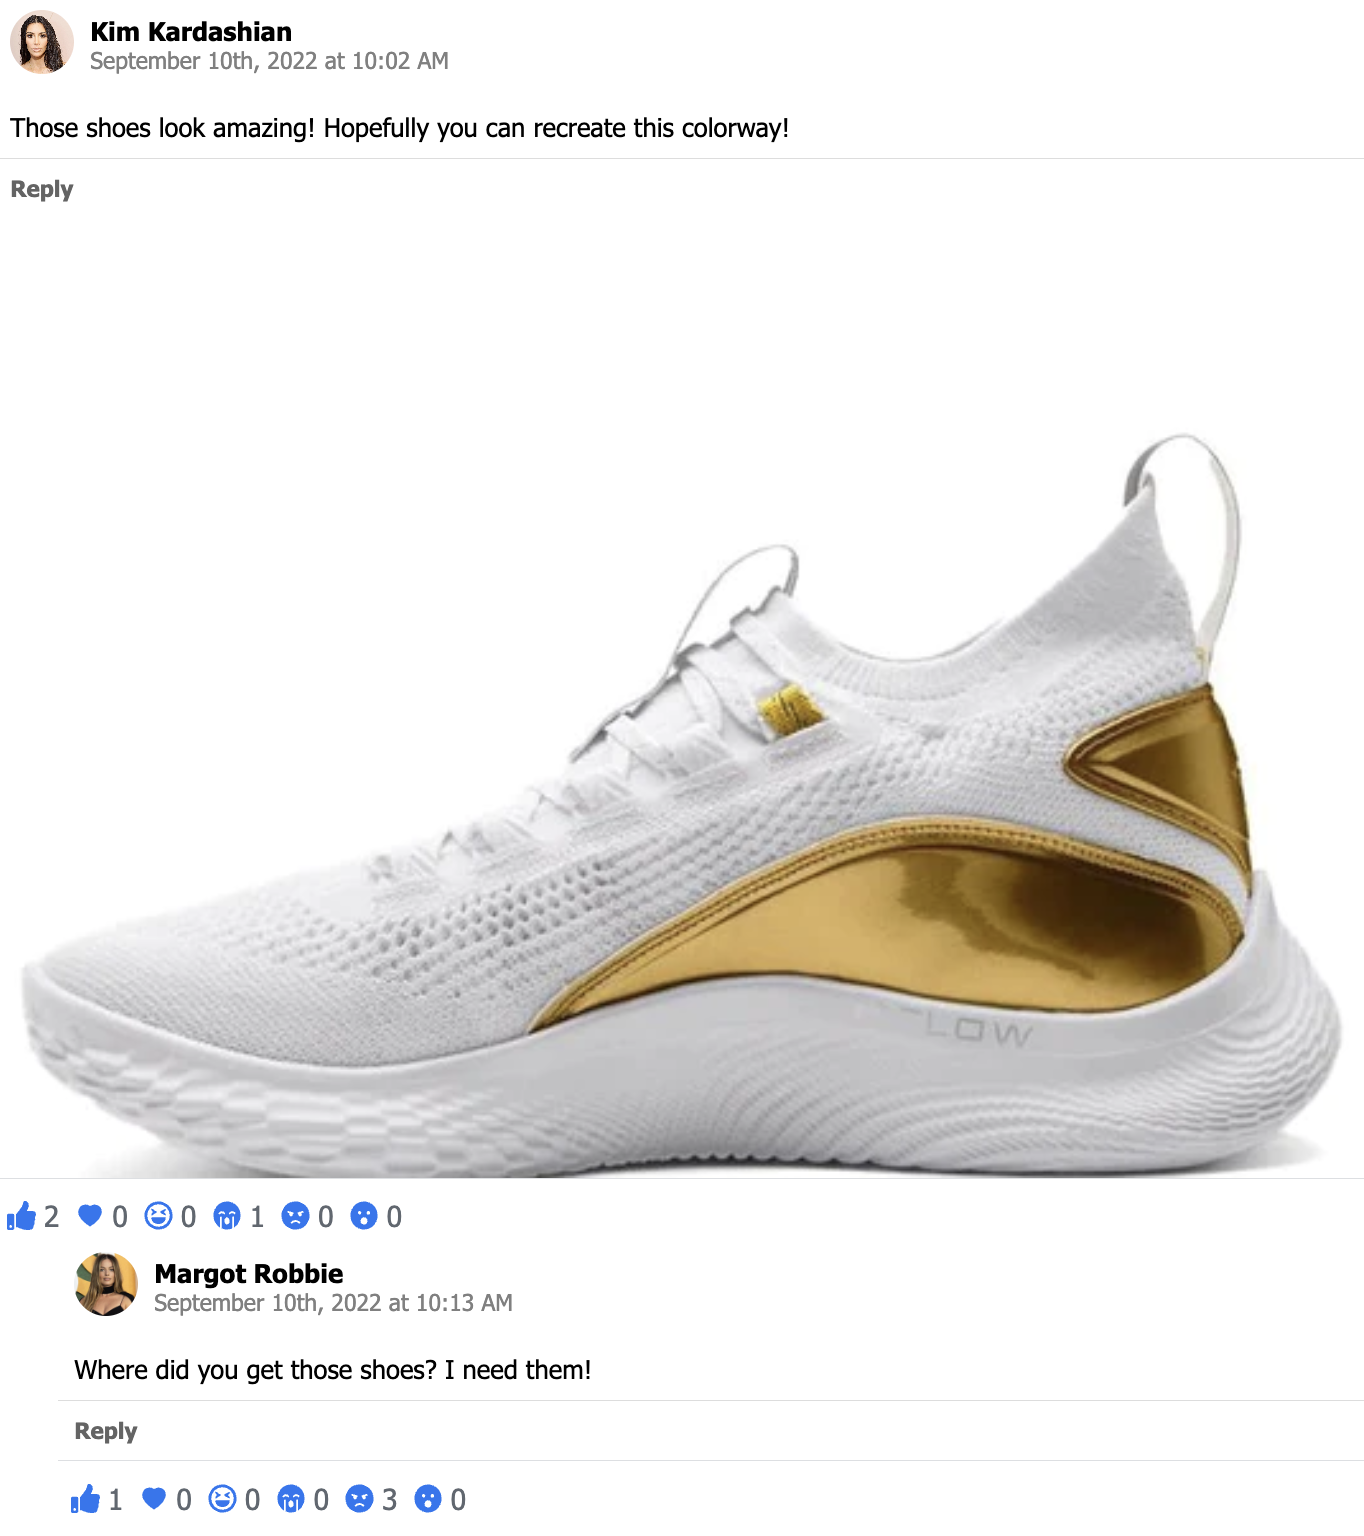 Kim Kardashian
September 10th, 2022 at 10:02 AM
Those shoes look amazing! Hopefully you can recreate this colorway!
Reply
LOW
2 0 0 1 0 0
Margot Robbie
September 10th, 2022 at 10:13 AM
Where did you get those shoes? I need them!
Reply
1 0 0 0 3 0